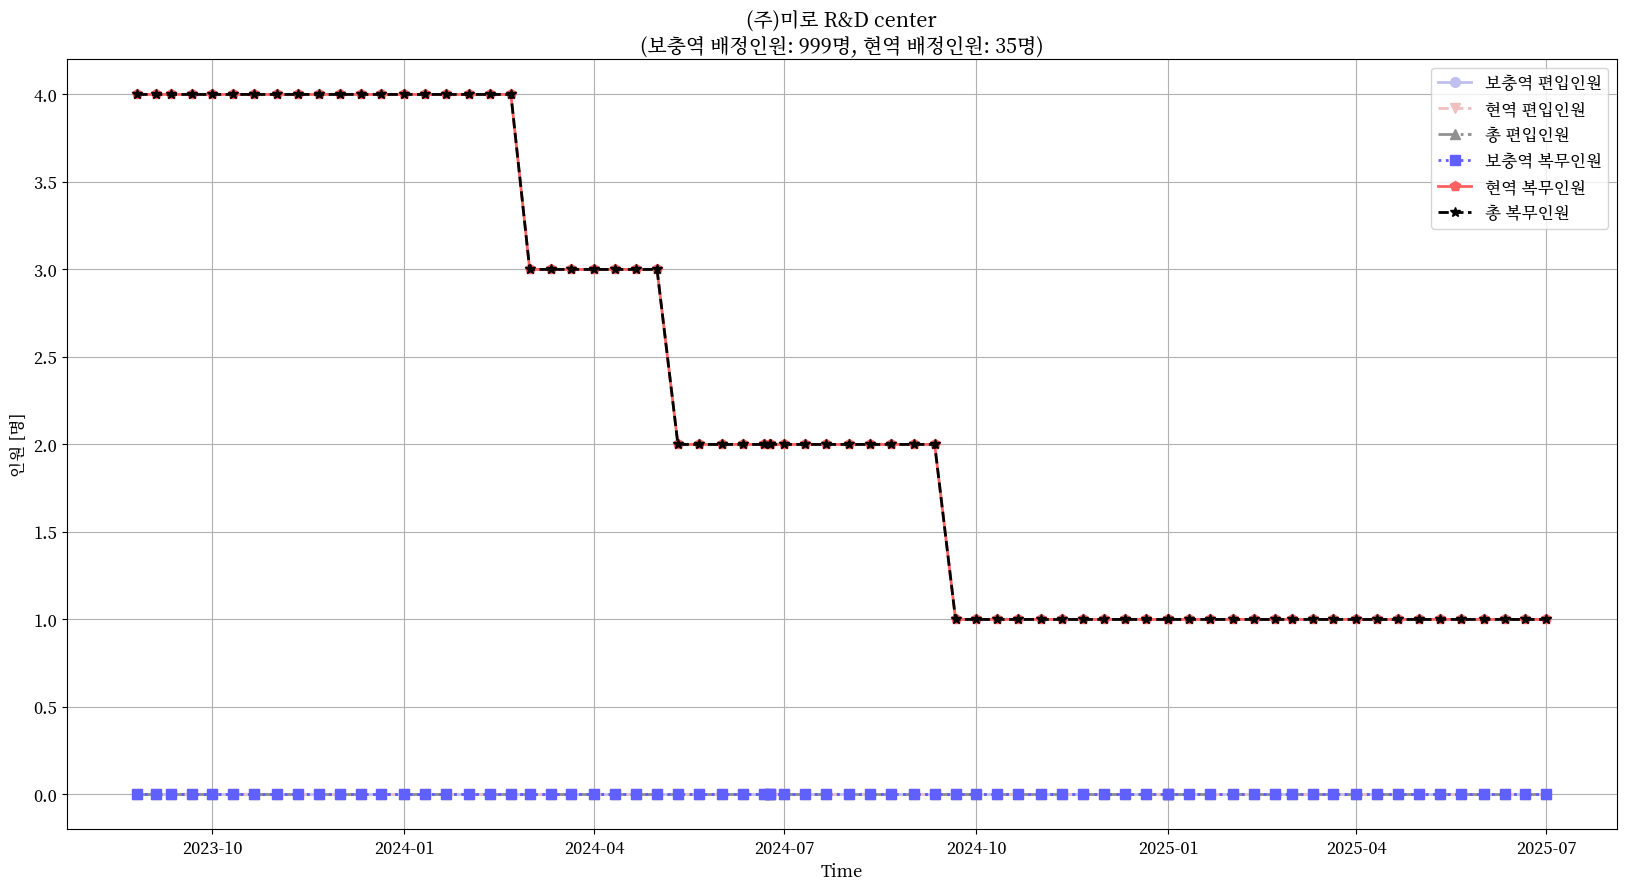 (주)미로 R&D center
(보충역 배정인원: 999명, 현역 배정인원: 35명)
보충역 편입인원
현역 편입인원
총 편입인원
보충역 복무인원
현역 복무인원
총 복무인원
인원 [명]
4.0
3.5
3.0
2.5
2.0
1.5
1.0
0.5
0.0
2023-10
2024-01
2024-04
2024-07
2024-10
2025-01
2025-04
2025-07
Time